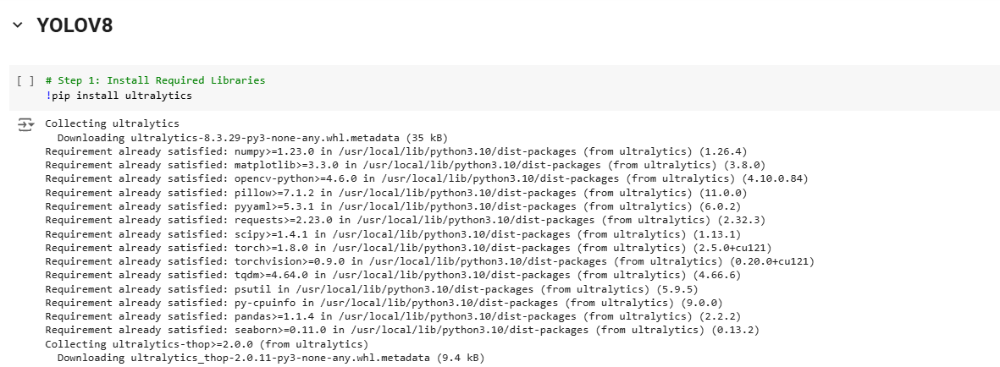 YOLOV8
[ ] # Step 1: Install Required Libraries
!pip install ultralytics
Collecting ultralytics
  Downloading ultralytics-8.3.29-py3-none-any.whl.metadata (35 kB)
Requirement already satisfied: numpy>=1.23.0 in /usr/local/lib/python3.10/dist-packages (from ultralytics) (1.26.4)
Requirement already satisfied: matplotlib>=3.3.0 in /usr/local/lib/python3.10/dist-packages (from ultralytics) (3.8.0)
Requirement already satisfied: opencv-python>=4.6.0 in /usr/local/lib/python3.10/dist-packages (from ultralytics) (4.10.0.84)
Requirement already satisfied: pillow>=7.1.2 in /usr/local/lib/python3.10/dist-packages (from ultralytics) (11.0.0)
Requirement already satisfied: pyyaml>=5.3.1 in /usr/local/lib/python3.10/dist-packages (from ultralytics) (6.0.2)
Requirement already satisfied: requests>=2.23.0 in /usr/local/lib/python3.10/dist-packages (from ultralytics) (2.32.3)
Requirement already satisfied: scipy>=1.4.1 in /usr/local/lib/python3.10/dist-packages (from ultralytics) (1.13.1)
Requirement already satisfied: torch>=1.8.0 in /usr/local/lib/python3.10/dist-packages (from ultralytics) (2.5.0+cu121)
Requirement already satisfied: torchvision>=0.9.0 in /usr/local/lib/python3.10/dist-packages (from ultralytics) (0.20.0+cu121)
Requirement already satisfied: tqdm>=4.64.0 in /usr/local/lib/python3.10/dist-packages (from ultralytics) (4.66.6)
Requirement already satisfied: psutil in /usr/local/lib/python3.10/dist-packages (from ultralytics) (5.9.5)
Requirement already satisfied: py-cpuinfo in /usr/local/lib/python3.10/dist-packages (from ultralytics) (9.0.0)
Requirement already satisfied: pandas>=1.1.4 in /usr/local/lib/python3.10/dist-packages (from ultralytics) (2.2.2)
Requirement already satisfied: seaborn>=0.11.0 in /usr/local/lib/python3.10/dist-packages (from ultralytics) (0.13.2)
Collecting ultralytics-thop>=2.0.0 (from ultralytics)
  Downloading ultralytics_thop-2.0.11-py3-none-any.whl.metadata (9.4 kB)